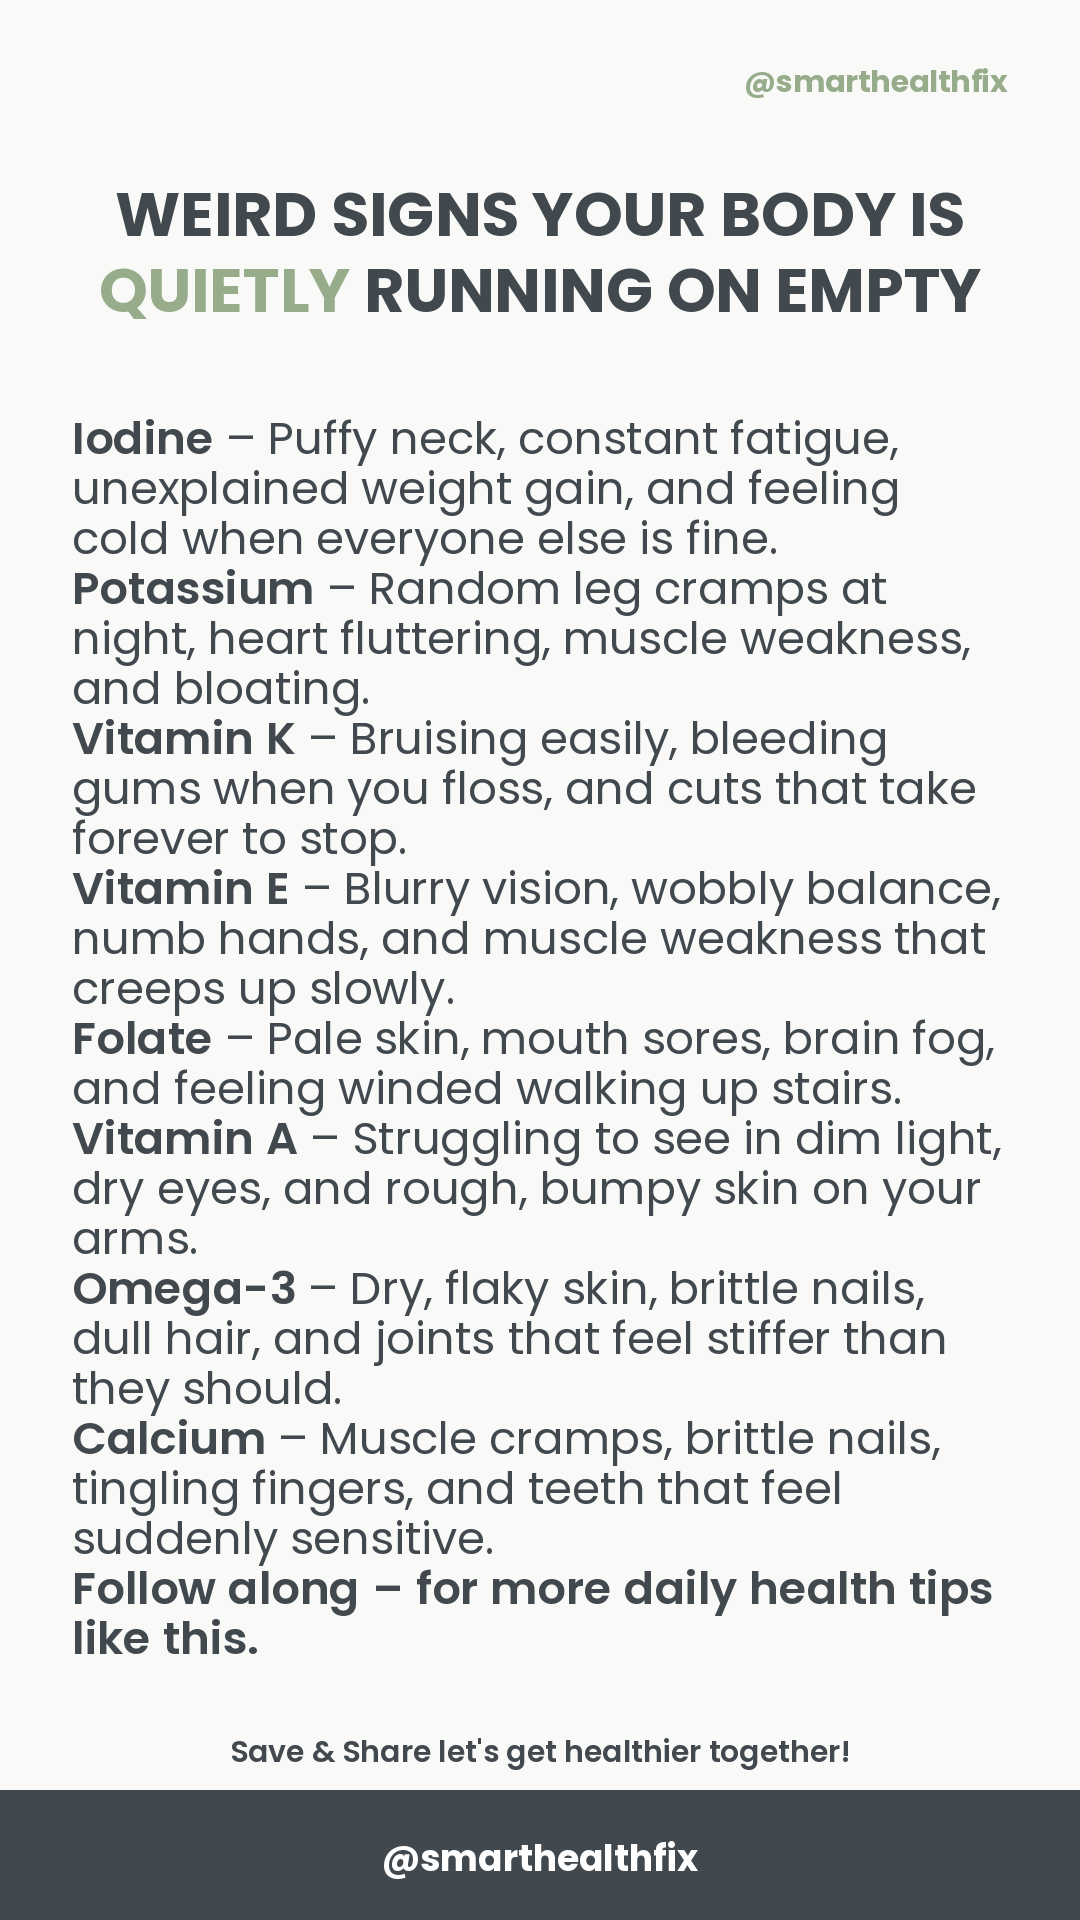 @smarthealthfix
WEIRD SIGNS YOUR BODY IS
QUIETLY RUNNING ON EMPTY
Iodine – Puffy neck, constant fatigue,
unexplained weight gain, and feeling
cold when everyone else is fine.
Potassium – Random leg cramps at
night, heart fluttering, muscle weakness,
and bloating.
Vitamin K – Bruising easily, bleeding
gums when you floss, and cuts that take
forever to stop.
Vitamin E – Blurry vision, wobbly balance,
numb hands, and muscle weakness that
creeps up slowly.
Folate – Pale skin, mouth sores, brain fog,
and feeling winded walking up stairs.
Vitamin A – Struggling to see in dim light,
dry eyes, and rough, bumpy skin on your
arms.
Omega-3 – Dry, flaky skin, brittle nails,
dull hair, and joints that feel stiffer than
they should.
Calcium – Muscle cramps, brittle nails,
tingling fingers, and teeth that feel
suddenly sensitive.
Follow along – for more daily health tips
like this.
Save & Share let's get healthier together!
@smarthealthfix